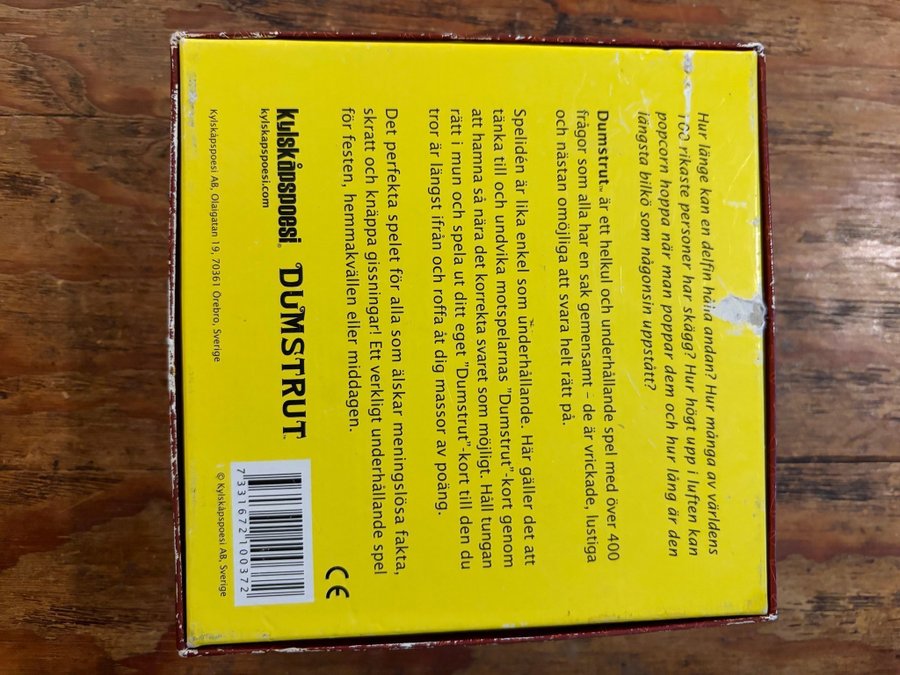 Hur länge kan en delfin hålla andan? Hur många av världens
100 rikaste personer har skägg? Hur högt upp i luften kan
popcorn hoppa när man poppar dem och hur lång är den
längsta bilkö som någonsin uppstått?
Dumstrut™ är ett helkul och underhållande spel med över 400
frågor som alla har en sak gemensamt – de är vrickade, lustiga
och nästan omöjliga att svara helt rätt på.
Spelidén är lika enkel som underhållande. Här gäller det att
tänka till och undvika motspelarnas ”Dumstrut”-kort genom
att hamna så nära det korrekta svaret som möjligt. Håll tungan
rätt i mun och spela ut ditt eget ”Dumstrut”-kort till den du
tror är längst ifrån och roffa åt dig massor av poäng.
Det perfekta spelet för alla som älskar meningslösa fakta,
skratt och knäppa gissningar! Ett verkligt underhållande spel
för festen, hemmakvällen eller middagen.
CE
Kylskåpspoesi®
kylskapspoesi.com
DUMSTRUT™
7 331672 100372
Kylskåpspoesi AB, Olaigatan 19, 70361 Örebro, Sverige
© Kylskåpspoesi AB, Sverige